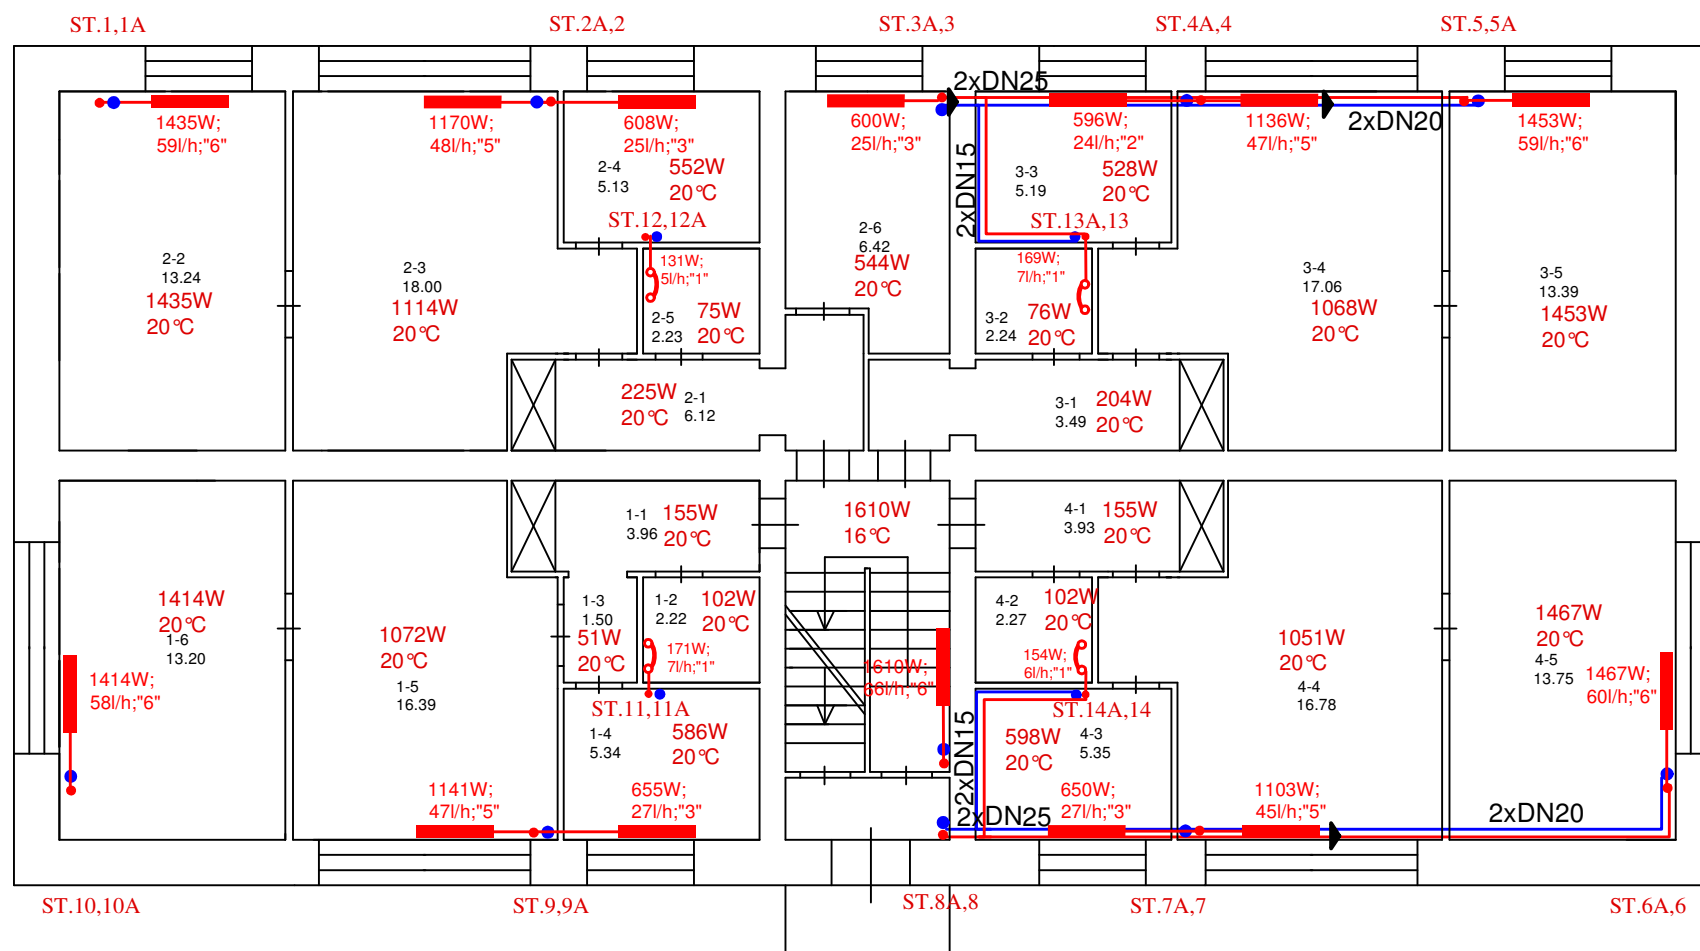 ST.1,1A
ST.2A,2
ST.3A,3
ST.4A,4
ST.5,5A
2xDN25
2xDN20
1435W;
59l/h;"6"
1170W;
48l/h;"5"
608W;
25l/h;"3"
600W;
25l/h;"3"
596W;
24l/h;"2"
1136W;
47l/h;"5"
1453W;
59l/h;"6"
2xDN15
2-4
5.13
552W
20°C
3-3
5.19
528W
20°C
ST.12,12A
ST.13A,13
2-2
13.24
1435W
20°C
2-3
18.00
1114W
20°C
131W;
5l/h;"1"
2-5
2.23
75W
20°C
2-6
6.42
544W
20°C
169W;
7l/h;"1"
3-2
2.24
76W
20°C
3-4
17.06
1068W
20°C
3-5
13.39
1453W
20°C
225W
20°C
2-1
6.12
3-1
3.49
204W
20°C
1-1
3.96
155W
20°C
1610W
16°C
4-1
3.93
155W
20°C
1414W
20°C
1-6
13.20
1414W;
58l/h;"6"
1072W
20°C
1-5
16.39
1-3
1.50
51W
20°C
1-2
2.22
102W
20°C
171W;
7l/h;"1"
1610W;
66l/h;"6"
4-2
2.27
102W
20°C
154W;
6l/h;"1"
1051W
20°C
4-4
16.78
1467W
20°C
4-5
13.75
1467W;
60l/h;"6"
ST.11,11A
ST.14A,14
1-4
5.34
586W
20°C
598W
20°C
4-3
5.35
2xDN15
1141W;
47l/h;"5"
655W;
27l/h;"3"
2xDN25
650W;
27l/h;"3"
1103W;
45l/h;"5"
2xDN20
ST.10,10A
ST.9,9A
ST.8A,8
ST.7A,7
ST.6A,6